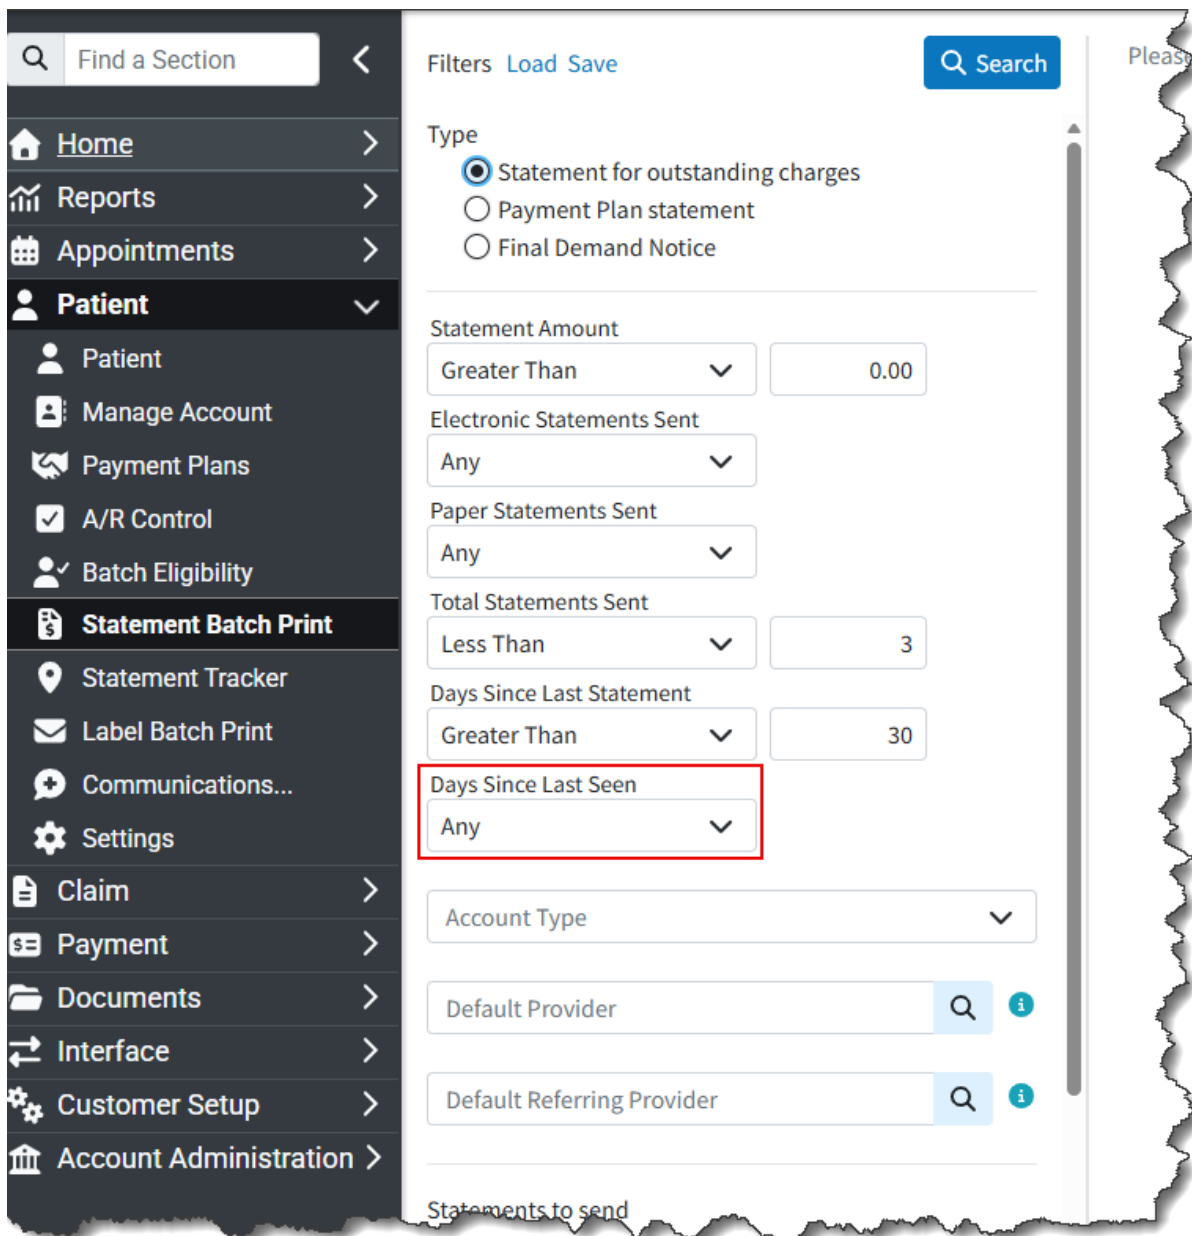 Find a Section
Home
Reports
Appointments
Patient
Patient
Manage Account
Payment Plans
A/R Control
Batch Eligibility
Statement Batch Print
Statement Tracker
Label Batch Print
Communications...
Settings
Claim
Payment
Documents
Interface
Customer Setup
Account Administration
Filters Load Save
Search
Type
Statement for outstanding charges
Payment Plan statement
Final Demand Notice
Statement Amount
Greater Than 0.00
Electronic Statements Sent
Any
Paper Statements Sent
Any
Total Statements Sent
Less Than 3
Days Since Last Statement
Greater Than 30
Days Since Last Seen
Any
Account Type
Default Provider
Default Referring Provider
Statements to send